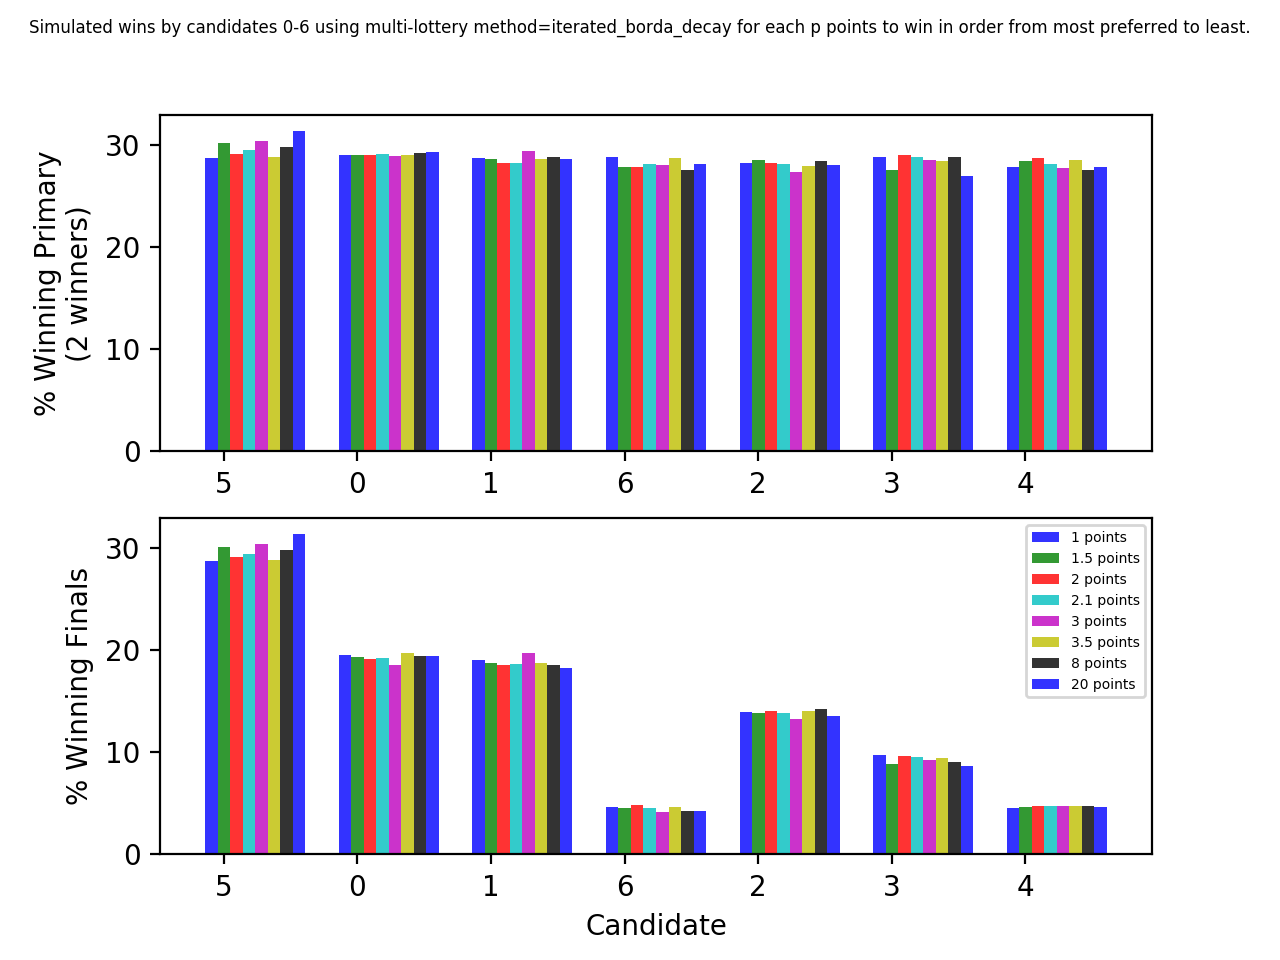 Simulated wins by candidates 0-6 using multi-lottery method=iterated_borda_decay for each p points to win in order from most preferred to least.
% Winning Primary
(2 winners)
30
20
10
0
5 0 1 6 2 3 4
% Winning Finals
30
20
10
0
1 points
1.5 points
2 points
2.1 points
3 points
3.5 points
8 points
20 points
5 0 1 6 2 3 4
Candidate